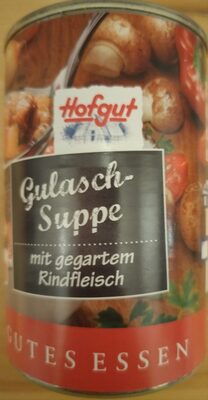 Hofgut
Gulasch-
Suppe
mit gegartem
Rindfleisch
GUTES ESSEN